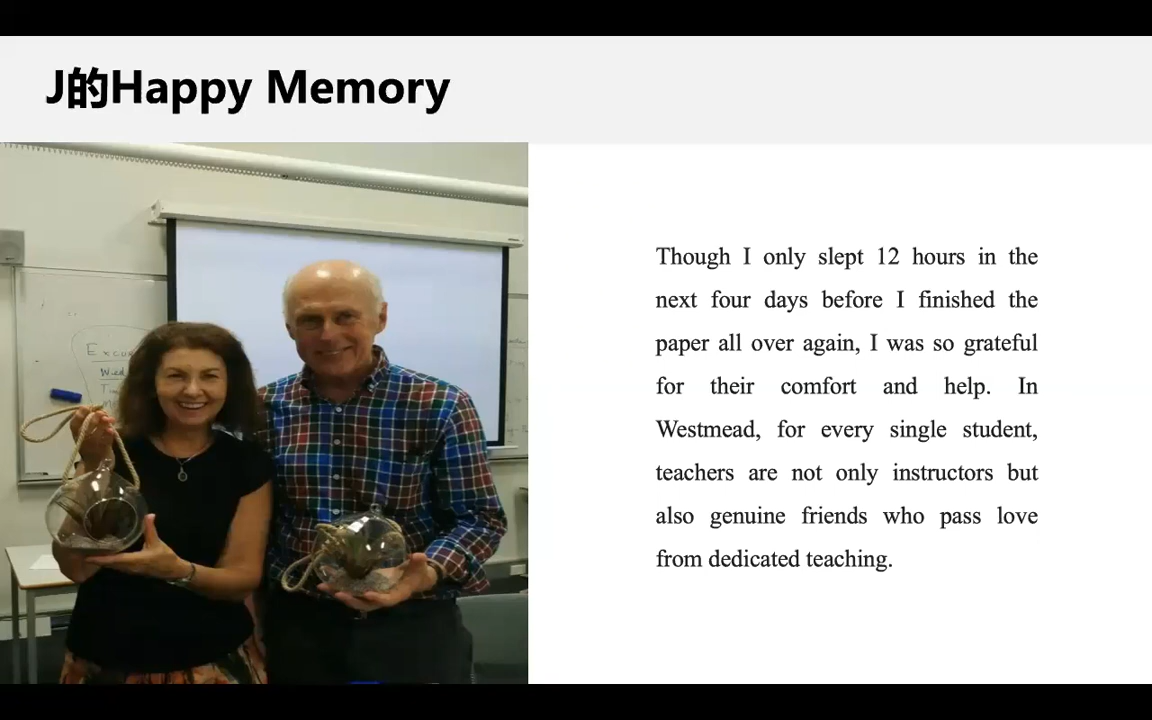 J的Happy Memory
Though I only slept 12 hours in the
next four days before I finished the
paper all over again, I was so grateful
for their comfort and help. In
Westmead, for every single student,
teachers are not only instructors but
also genuine friends who pass love
from dedicated teaching.